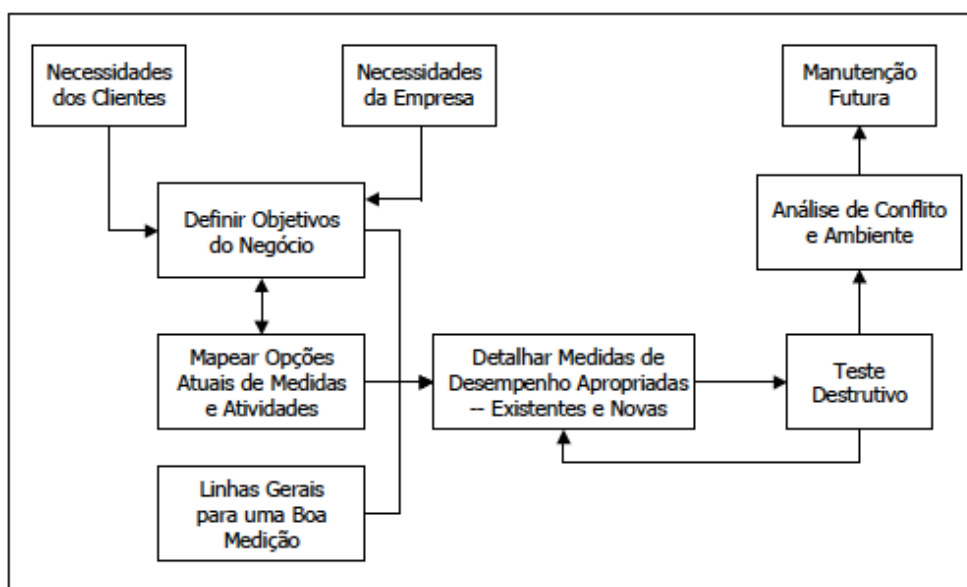 Necessidades
dos Clientes
Necessidades
da Empresa
Manutenção
Futura
Definir Objetivos
do Negócio
Análise de Conflito
e Ambiente
Mapear Opções
Atuais de Medidas
e Atividades
Detalhar Medidas de
Desempenho Apropriadas
-- Existentes e Novas
Teste
Destrutivo
Linhas Gerais
para uma Boa
Medição